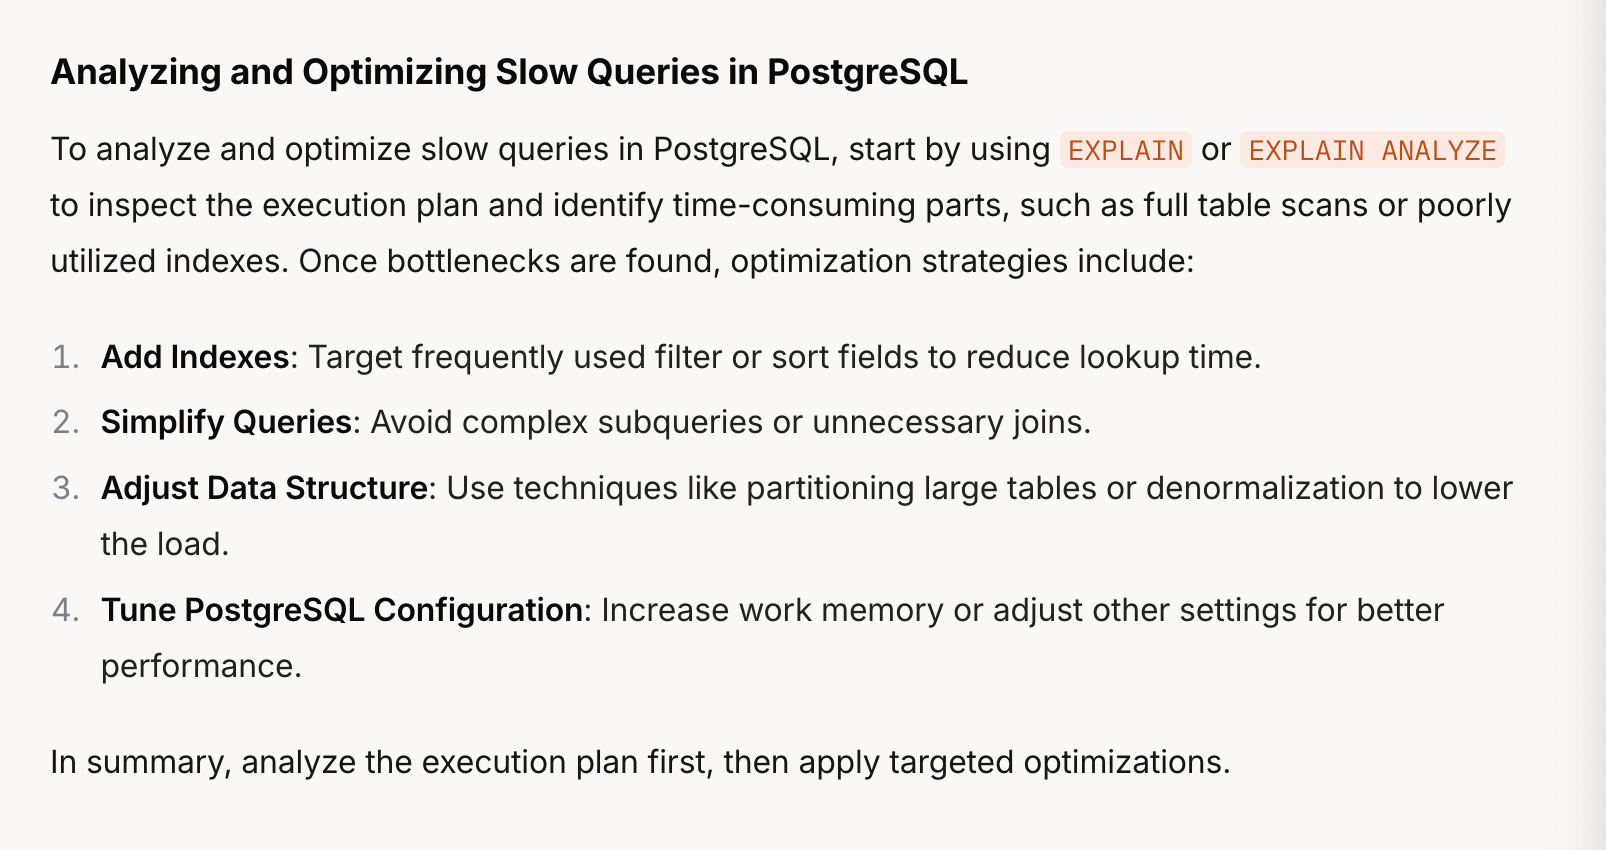 Analyzing and Optimizing Slow Queries in PostgreSQL
To analyze and optimize slow queries in PostgreSQL, start by using EXPLAIN or EXPLAIN ANALYZE
to inspect the execution plan and identify time-consuming parts, such as full table scans or poorly
utilized indexes. Once bottlenecks are found, optimization strategies include:
1. Add Indexes: Target frequently used filter or sort fields to reduce lookup time.
2. Simplify Queries: Avoid complex subqueries or unnecessary joins.
3. Adjust Data Structure: Use techniques like partitioning large tables or denormalization to lower
the load.
4. Tune PostgreSQL Configuration: Increase work memory or adjust other settings for better
performance.
In summary, analyze the execution plan first, then apply targeted optimizations.